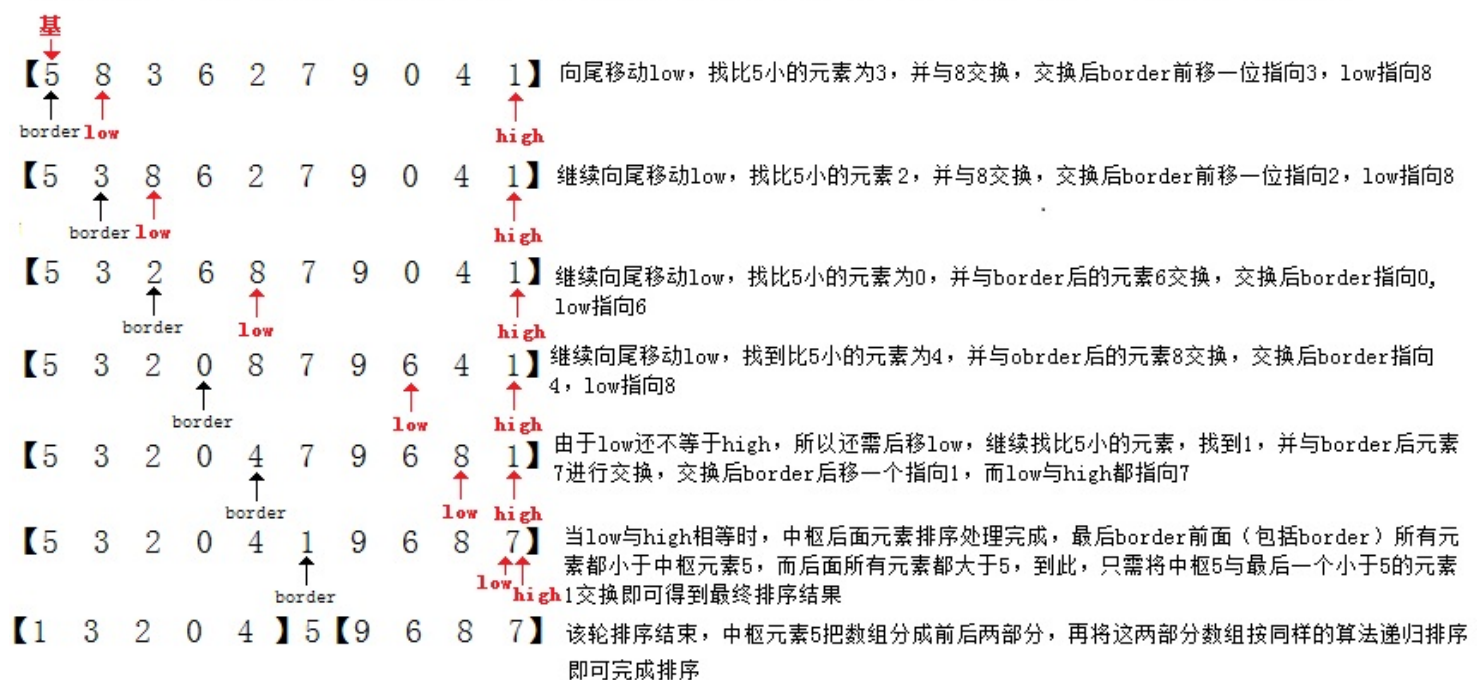 基
【5 8 3 6 2 7 9 0 4 1】 向尾移动low，找比5小的元素为3，并与8交换，交换后border前移一位指向3，low指向8
border low high
【5 3 8 6 2 7 9 0 4 1】 继续向尾移动low，找比5小的元素2，并与8交换，交换后border前移一位指向2，low指向8
border low high
【5 3 2 6 8 7 9 0 4 1】 继续向尾移动low，找比5小的元素为0，并与border后的元素6交换，交换后border指向0,
low指向6
border low high
【5 3 2 0 8 7 9 6 4 1】 继续向尾移动low，找到比5小的元素为4，并与obrder后的元素8交换，交换后border指向
4，low指向8
border low high
【5 3 2 0 4 7 9 6 8 1】 由于low还不等于high，所以还需后移low，继续找比5小的元素，找到1，并与border后元素
7进行交换，交换后border后移一个指向1，而low与high都指向7
border low high
【5 3 2 0 4 1 9 6 8 7】 当low与high相等时，中枢后面元素排序处理完成，最后border前面（包括border）所有元
素都小于中枢元素5，而后面所有元素都大于5，到此，只需将中枢5与最后一个小于5的元素
border low high 1交换即可得到最终排序结果
【1 3 2 0 4 】5【9 6 8 7】 该轮排序结束，中枢元素5把数组分成前后两部分，再将这两部分数组按同样的算法递归排序
即可完成排序